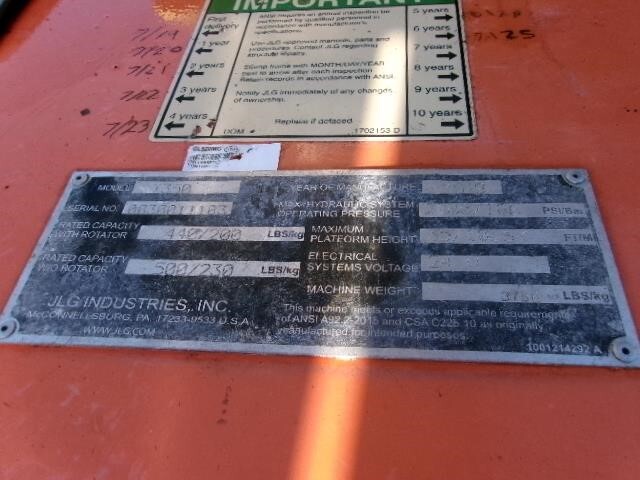 IMPORTANT
First delivery
1 year
2 years
3 years
4 years
ANSI requires an annual inspection be
performed by qualified personnel in
accordance with manufacturer's
specifications.
Use JLG approved manuals, parts and
procedures. Contact JLG regarding
structure repairs.
Stamp frame with MONTH/DAY/YEAR
next to arrow after each inspection
Retain records in accordance with ANSI.
Notify JLG immediately of any changes
of ownership.
Replace if defaced
DOM
1702153 D
5 years
6 years
7 years
8 years
9 years
10 years
7/19
7/20
7/21
7/22
7/23
MODEL
SERIAL NO.
RATED CAPACITY
WITH ROTATOR 440/200 LBS/kg
RATED CAPACITY
W/O ROTATOR 500/230 LBS/kg
JLG INDUSTRIES, INC.
McCONNELLSBURG, PA. 17233-9533 U.S.A.
WWW.JLG.COM
YEAR OF MANUFACTURE
MAX HYDRAULIC SYSTEM
OPERATING PRESSURE PSI/Bar
MAXIMUM
PLATFORM HEIGHT FT/M
ELECTRICAL
SYSTEMS VOLTAGE
MACHINE WEIGHT LBS/kg
This machine meets or exceeds applicable requirements
of ANSI A92.2-2015 and CSA C225 10 as originally
manufactured for intended purposes.
1001214292 A